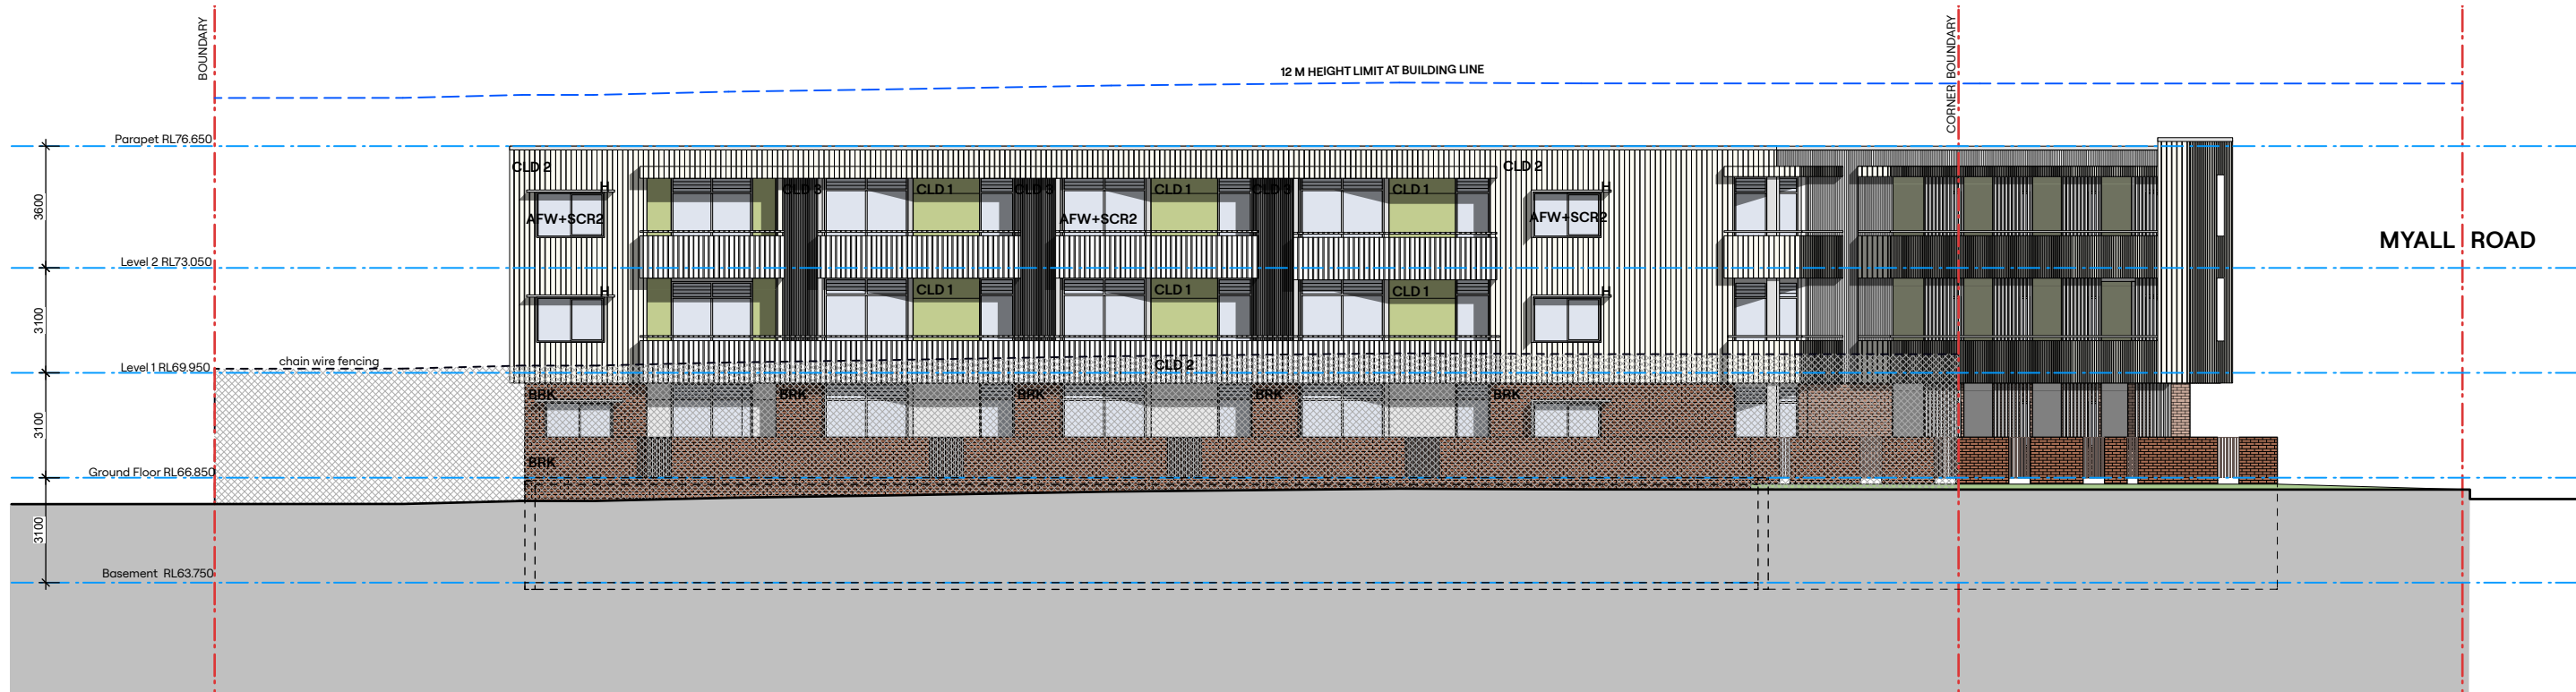 BOUNDARY
CORNER BOUNDARY
12 M HEIGHT LIMIT AT BUILDING LINE
Parapet RL76.650
CLD 2
CLD 2
H
CLD 3
CLD 1
CLD 3
CLD 1
CLD 3
CLD 1
H
3600
AFW+SCR2
AFW+SCR2
AFW+SCR2
MYALL ROAD
Level 2 RL73.050
H
CLD 1
CLD 1
CLD 1
H
3100
chain wire fencing
Level 1 RL69.950
CLD 2
BRK
BRK
BRK
BRK
BRK
3100
BRK
Ground Floor RL66.850
3100
Basement RL63.750